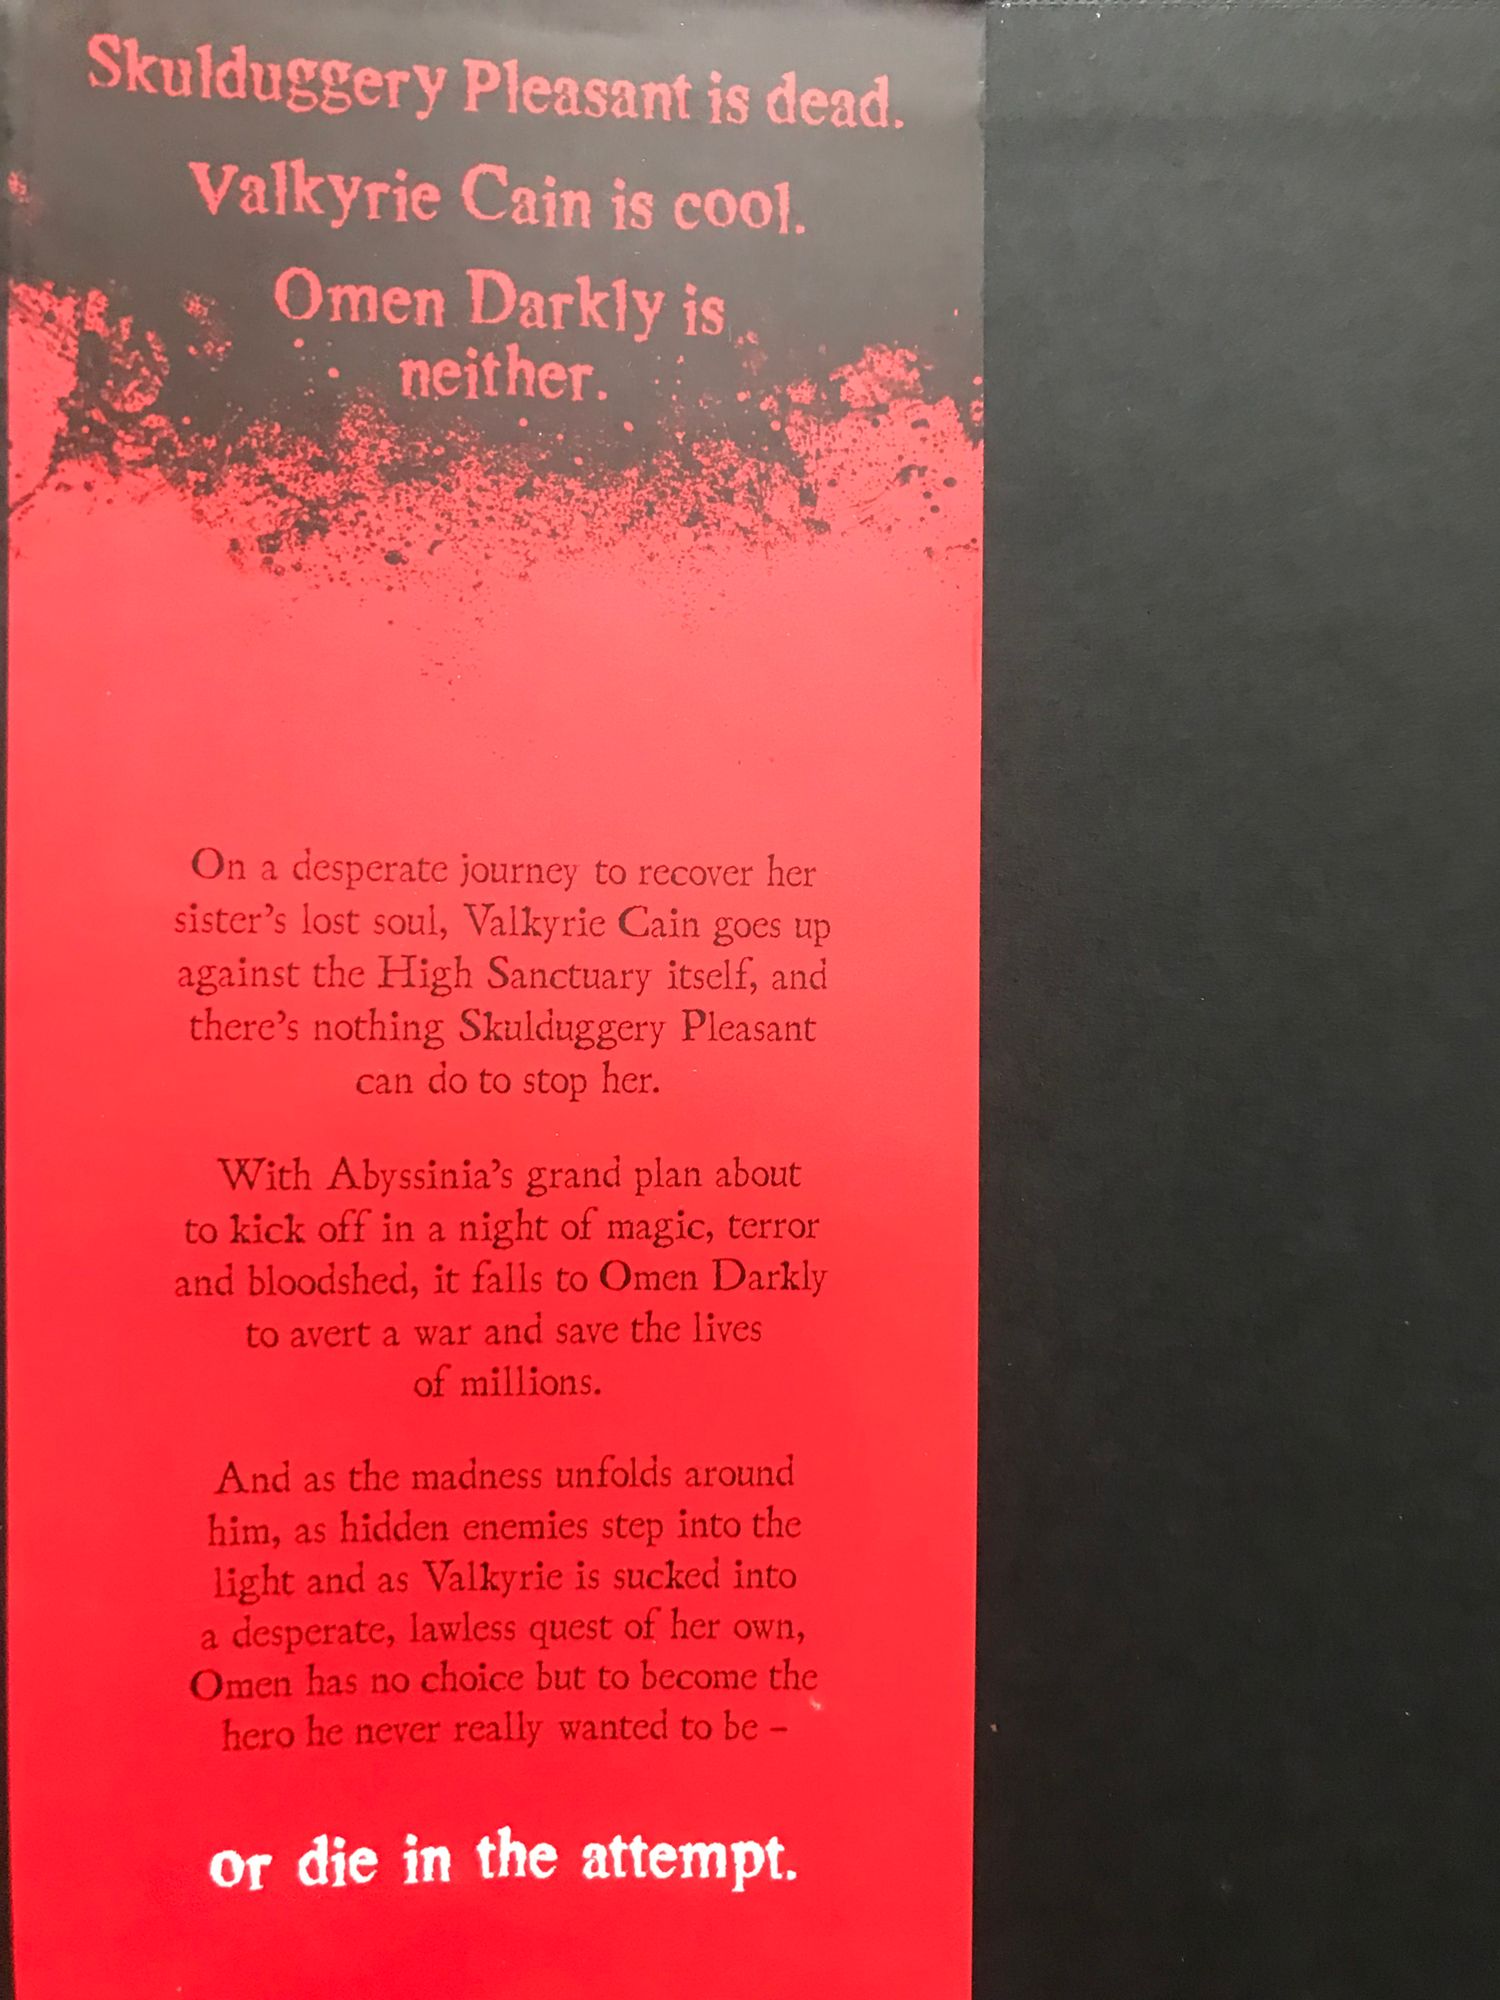 Skulduggery Pleasant is dead.
Valkyrie Cain is cool.
Omen Darkly is
neither.
On a desperate journey to recover her
sister's lost soul, Valkyrie Cain goes up
against the High Sanctuary itself, and
there's nothing Skulduggery Pleasant
can do to stop her.
With Abyssinia's grand plan about
to kick off in a night of magic, terror
and bloodshed, it falls to Omen Darkly
to avert a war and save the lives
of millions.
And as the madness unfolds around
him, as hidden enemies step into the
light and as Valkyrie is sucked into
a desperate, lawless quest of her own,
Omen has no choice but to become the
hero he never really wanted to be –
or die in the attempt.